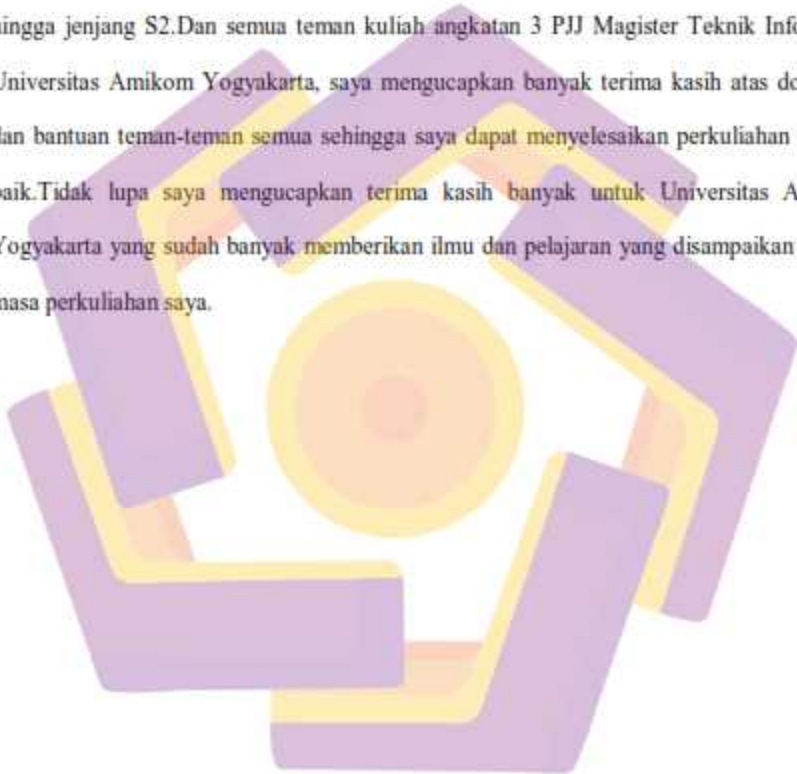 hingga jenjang S2.Dan semua teman kuliah angkatan 3 PJJ Magister Teknik Info
Universitas Amikom Yogyakarta, saya mengucapkan banyak terima kasih atas do
dan bantuan teman-teman semua sehingga saya dapat menyelesaikan perkuliahan
baik.Tidak lupa saya mengucapkan terima kasih banyak untuk Universitas A
Yogyakarta yang sudah banyak memberikan ilmu dan pelajaran yang disampaikan
masa perkuliahan saya.